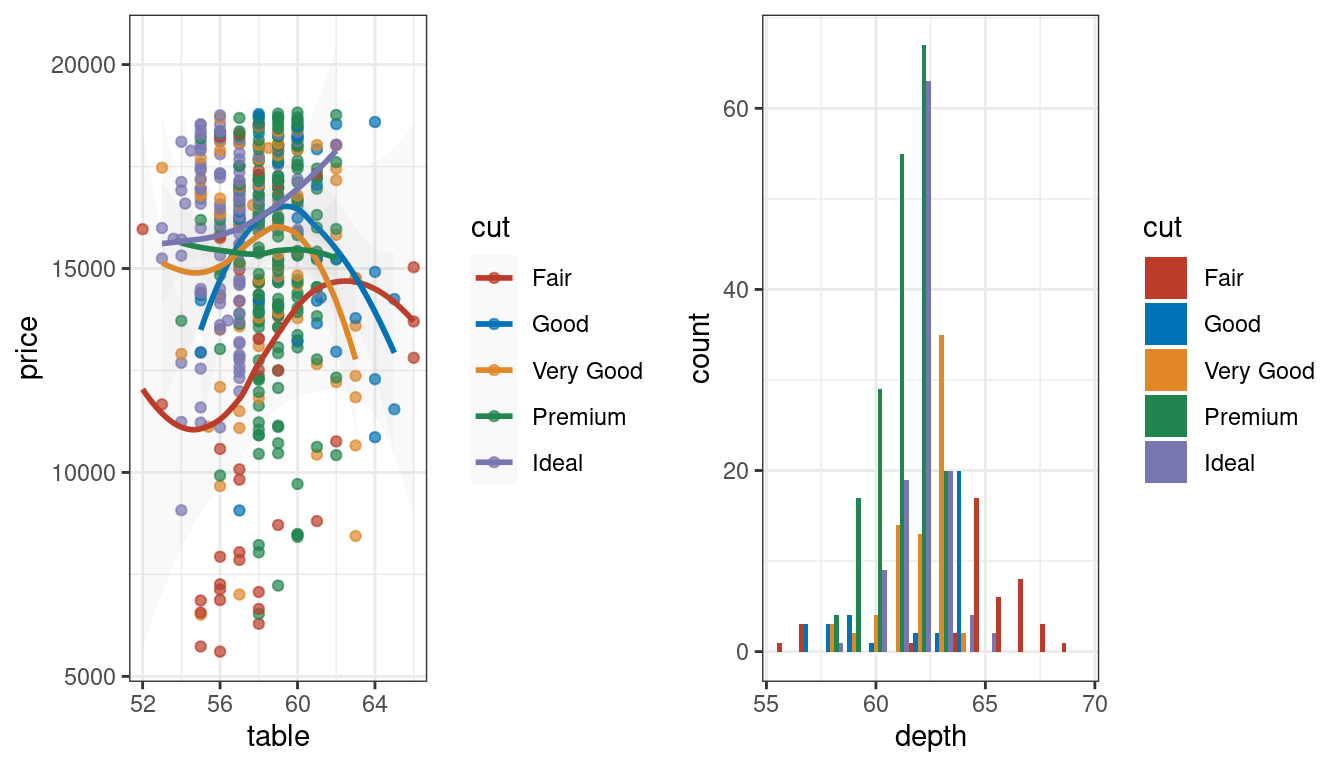 price
20000
15000
10000
5000
52 56 60 64
table
cut
Fair
Good
Very Good
Premium
Ideal
count
60
40
20
0
55 60 65 70
depth
cut
Fair
Good
Very Good
Premium
Ideal